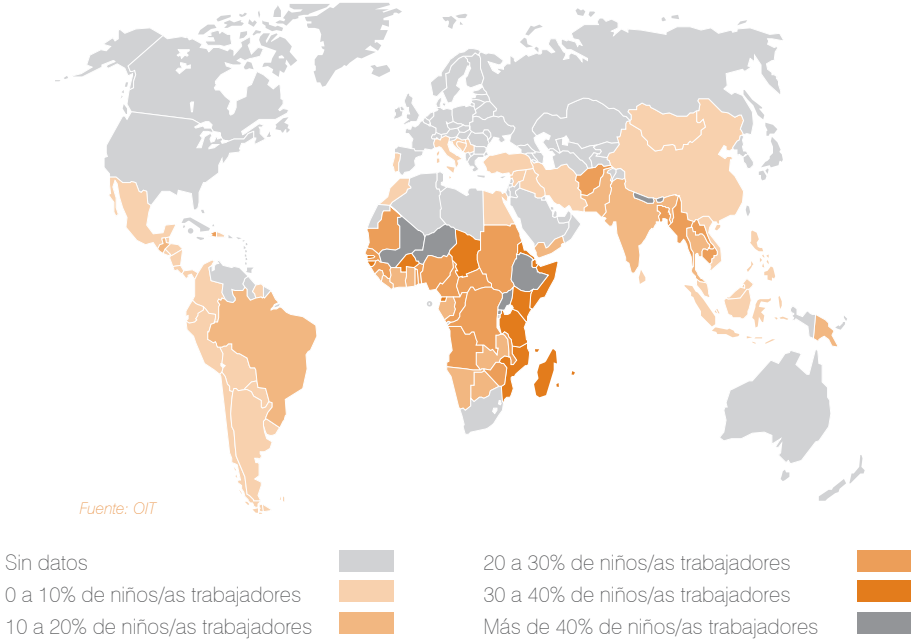 Fuente: OIT
Sin datos
0 a 10% de niños/as trabajadores
10 a 20% de niños/as trabajadores
20 a 30% de niños/as trabajadores
30 a 40% de niños/as trabajadores
Más de 40% de niños/as trabajadores